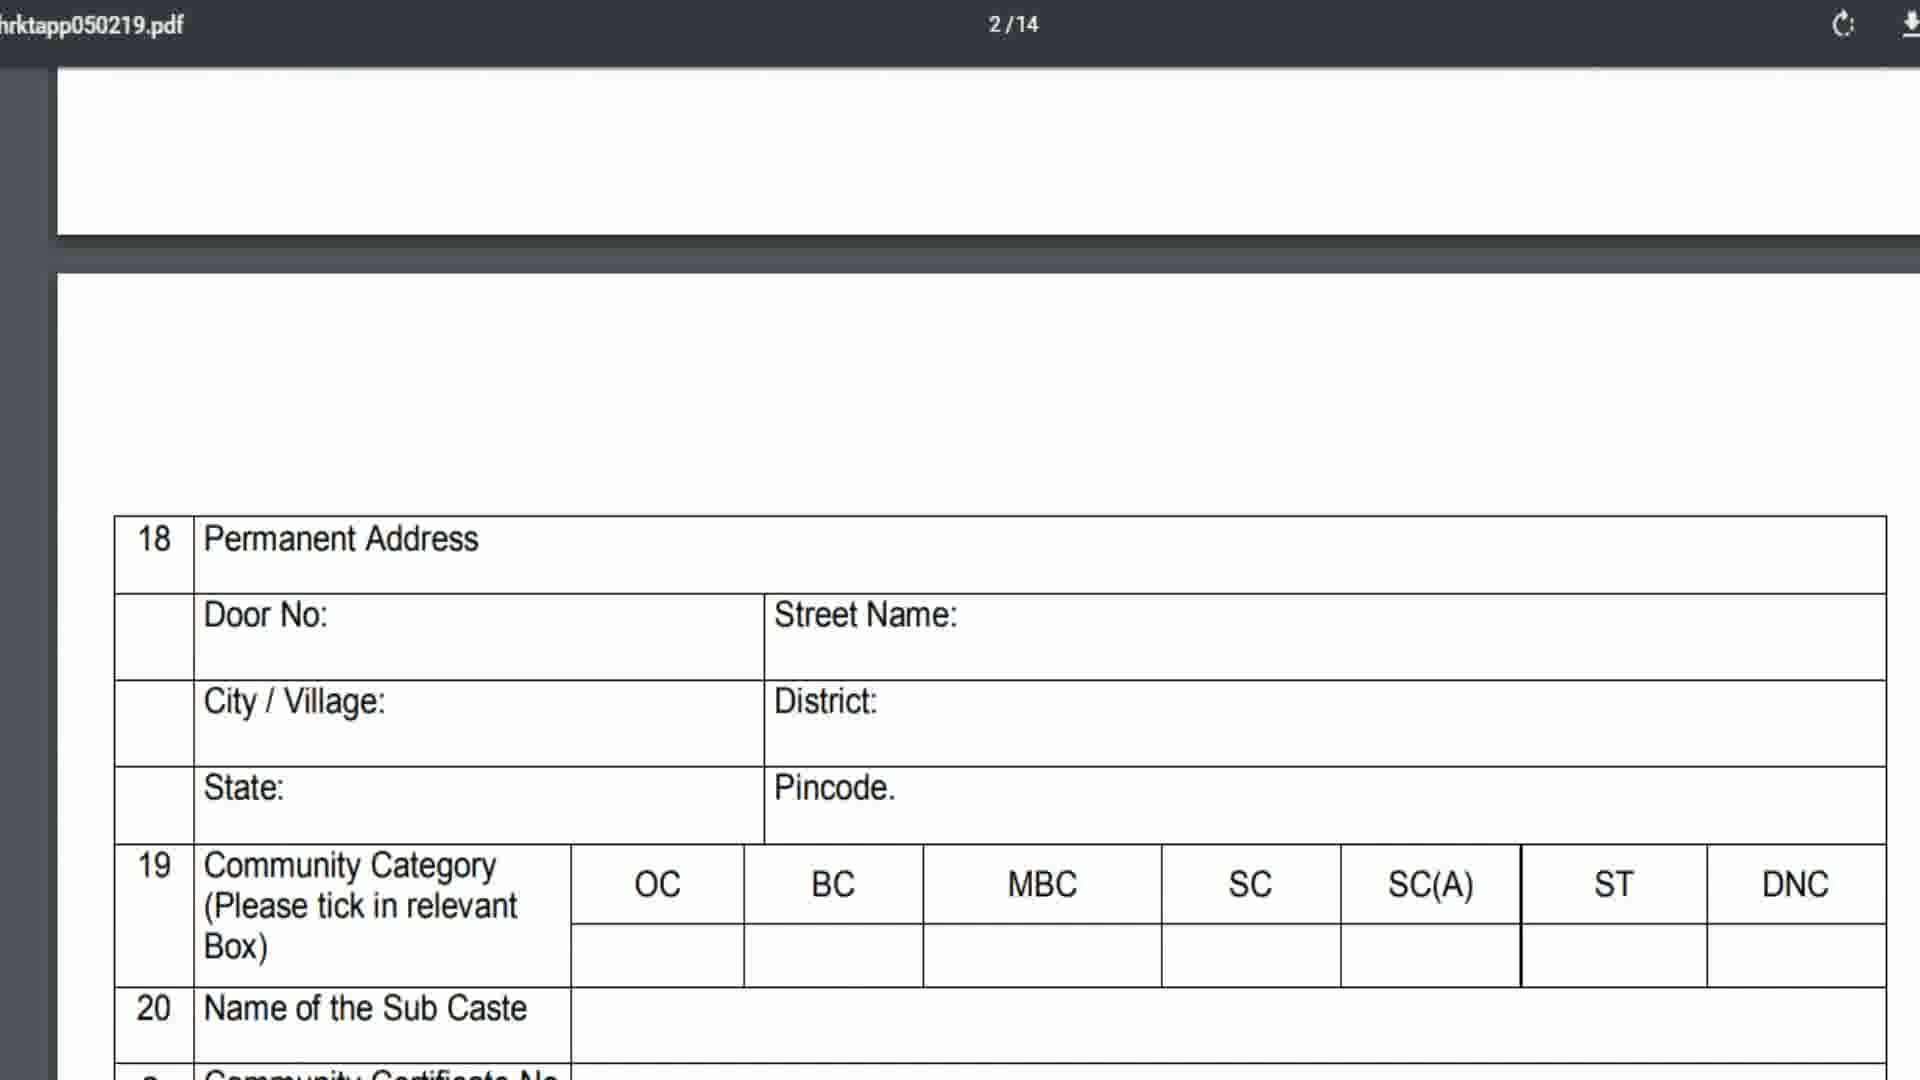 hrktapp050219.pdf 2 / 14
18 Permanent Address
Door No: Street Name:
City / Village: District:
State: Pincode.
19 Community Category
(Please tick in relevant
Box)
OC BC MBC SC SC(A) ST DNC
20 Name of the Sub Caste
Community Certificate No